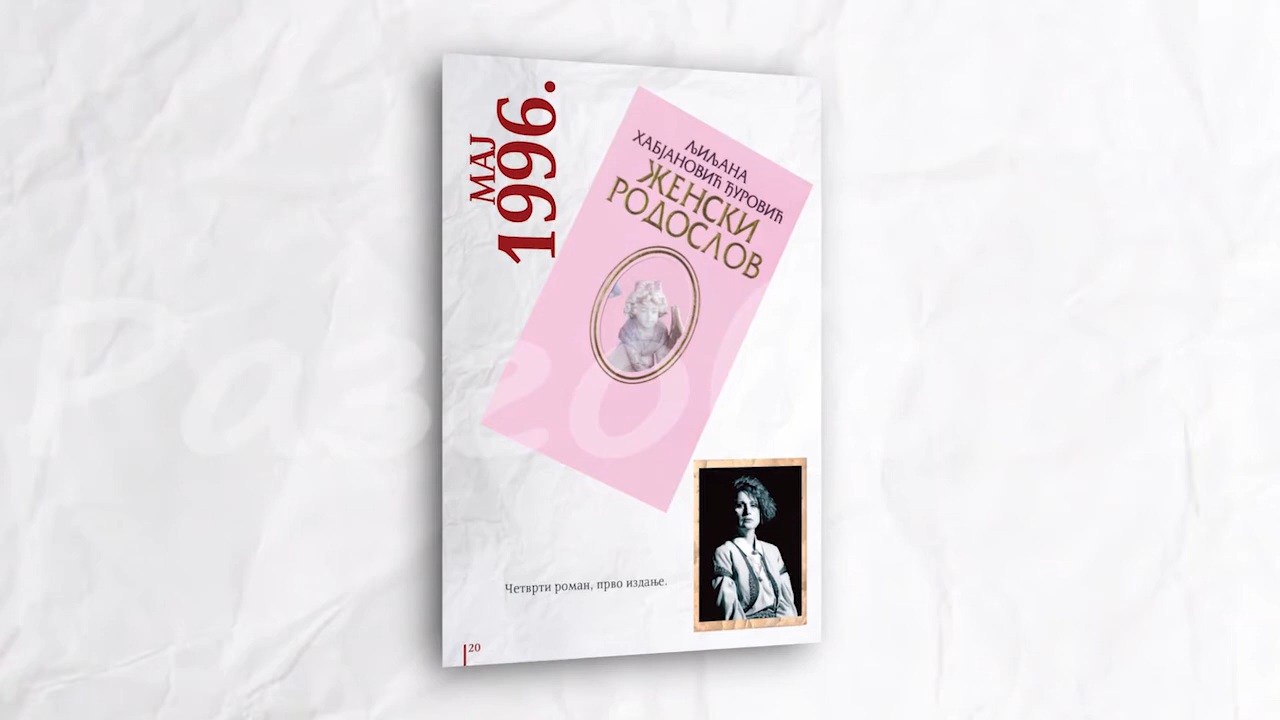 МАЈ
1996.
ЉИЉАНА
ХАБЈАНОВИЋ ЂУРОВИЋ
ЖЕНСКИ
РОДОСЛОВ
Четврти роман, прво издање.
20